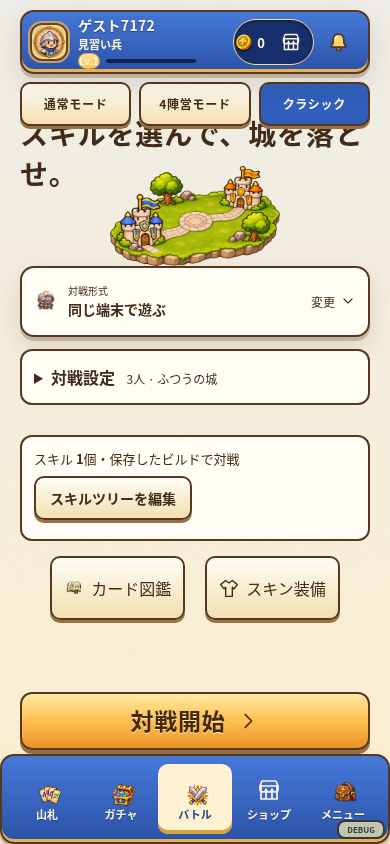 ゲスト7172
見習い兵
Lv.1
0
通常モード
4陣営モード
クラシック
スキルを選んで、城を落と
せ。
対戦形式
同じ端末で遊ぶ
変更
対戦設定 3人・ふつうの城
スキル 1個・保存したビルドで対戦
スキルツリーを編集
カード図鑑
スキン装備
対戦開始
山札
ガチャ
バトル
ショップ
メニュー
DEBUG